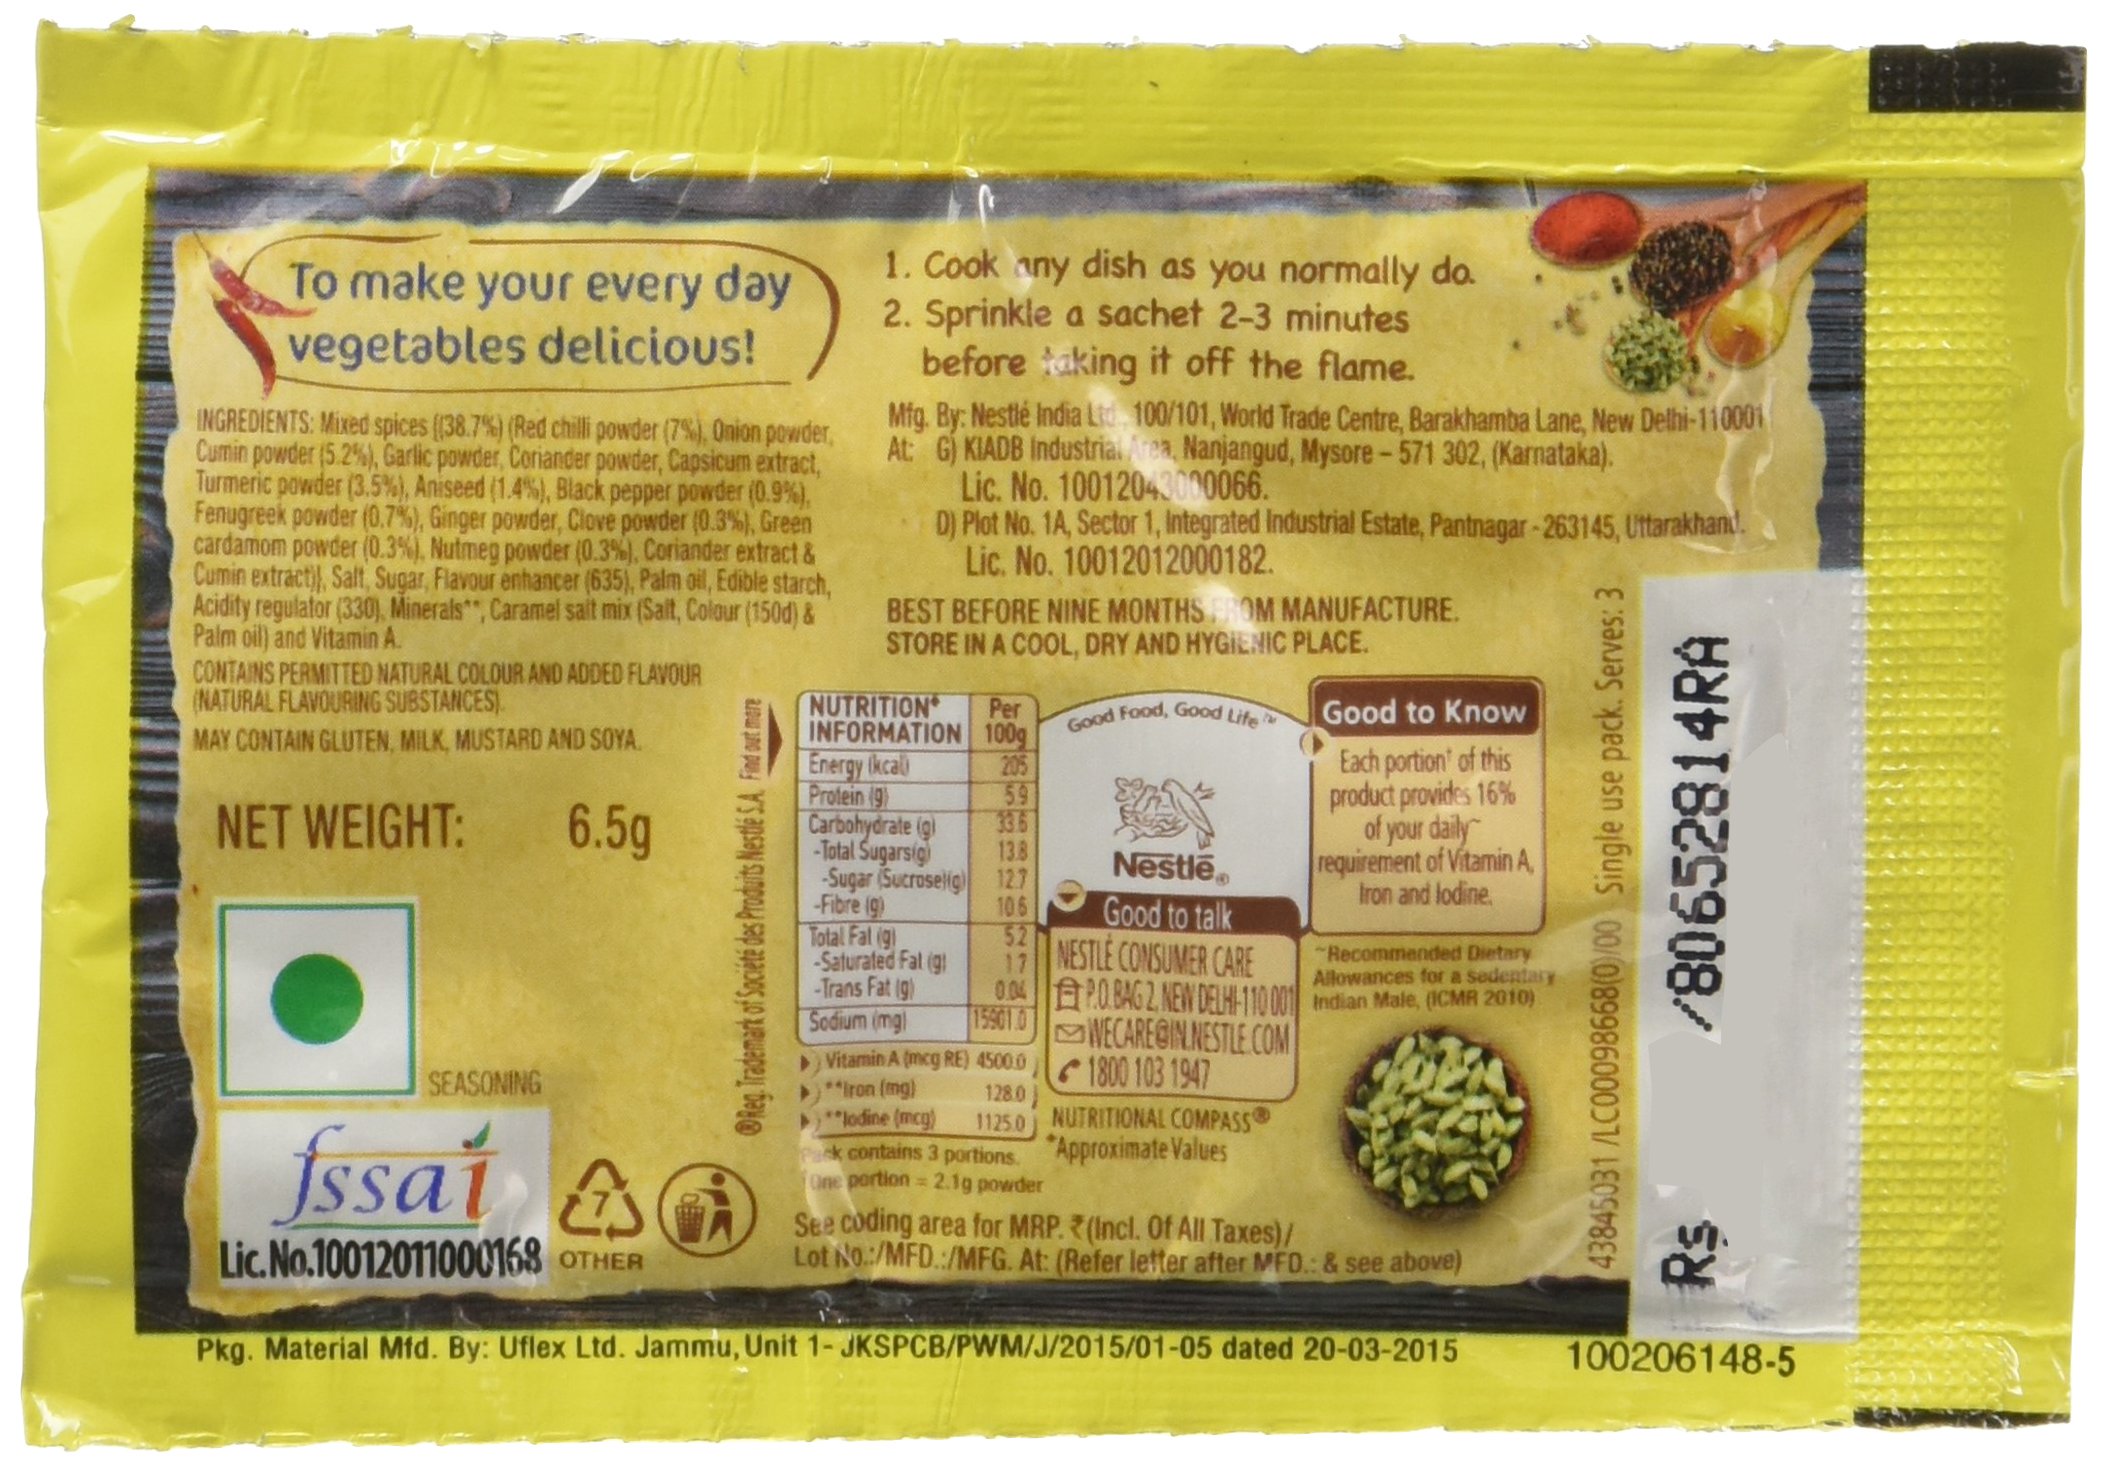 To make your every day
vegetables delicious!
1. Cook any dish as you normally do.
2. Sprinkle a sachet 2-3 minutes
before taking it off the flame.
INGREDIENTS: Mixed spices {(38.7%) (Red chilli powder (7%), Onion powder,
Cumin powder (5.2%), Garlic powder, Coriander powder, Capsicum extract,
Turmeric powder (3.5%), Aniseed (1.4%), Black pepper powder (0.9%),
Fenugreek powder (0.7%), Ginger powder, Clove powder (0.3%), Green
cardamom powder (0.3%), Nutmeg powder (0.3%), Coriander extract &
Cumin extract)}, Salt, Sugar, Flavour enhancer (635), Palm oil, Edible starch,
Acidity regulator (330), Minerals**, Caramel salt mix (Salt, Colour (150d) &
Palm oil) and Vitamin A.
CONTAINS PERMITTED NATURAL COLOUR AND ADDED FLAVOUR
(NATURAL FLAVOURING SUBSTANCES).
MAY CONTAIN GLUTEN, MILK, MUSTARD AND SOYA.
NET WEIGHT: 6.5g
SEASONING
fssai
Lic.No.10012011000168
7
OTHER
Mfg. By: Nestlé India Ltd., 100/101, World Trade Centre, Barakhamba Lane, New Delhi-110001
At: G) KIADB Industrial Area, Nanjangud, Mysore – 571 302, (Karnataka).
Lic. No. 10012043000066.
D) Plot No. 1A, Sector 1, Integrated Industrial Estate, Pantnagar - 263145, Uttarakhand.
Lic. No. 10012012000182.
BEST BEFORE NINE MONTHS FROM MANUFACTURE.
STORE IN A COOL, DRY AND HYGIENIC PLACE.
®Reg. Trademark of Société des Produits Nestlé S.A. Find out more
NUTRITION* INFORMATION Per 100g
Energy (kcal) 205
Protein (g) 5.9
Carbohydrate (g) 33.6
-Total Sugars(g) 13.8
-Sugar (Sucrose)(g) 12.7
-Fibre (g) 10.6
Total Fat (g) 5.2
-Saturated Fat (g) 1.7
-Trans Fat (g) 0.04
Sodium (mg) 15901.0
Vitamin A (mcg RE) 4500.0
**Iron (mg) 128.0
**Iodine (mcg) 1125.0
Pack contains 3 portions.
†One portion = 2.1g powder
Good Food, Good Life™
Nestlē®
Good to talk
NESTLÉ CONSUMER CARE
P.O. BAG 2, NEW DELHI-110 001
WECARE@IN.NESTLE.COM
1800 103 1947
NUTRITIONAL COMPASS®
*Approximate Values
Good to Know
Each portion† of this
product provides 16%
of your daily~
requirement of Vitamin A,
Iron and Iodine.
~Recommended Dietary
Allowances for a sedentary
Indian Male, (ICMR 2010)
See coding area for MRP. ₹ (Incl. Of All Taxes)/
Lot No.:/MFD.:/MFG. At: (Refer letter after MFD.: & see above)
43845031 /LC00098668(0)/00 Single use pack. Serves: 3
/80652814RA
Rs
Pkg. Material Mfd. By: Uflex Ltd. Jammu, Unit 1- JKSPCB/PWM/J/2015/01-05 dated 20-03-2015
100206148-5